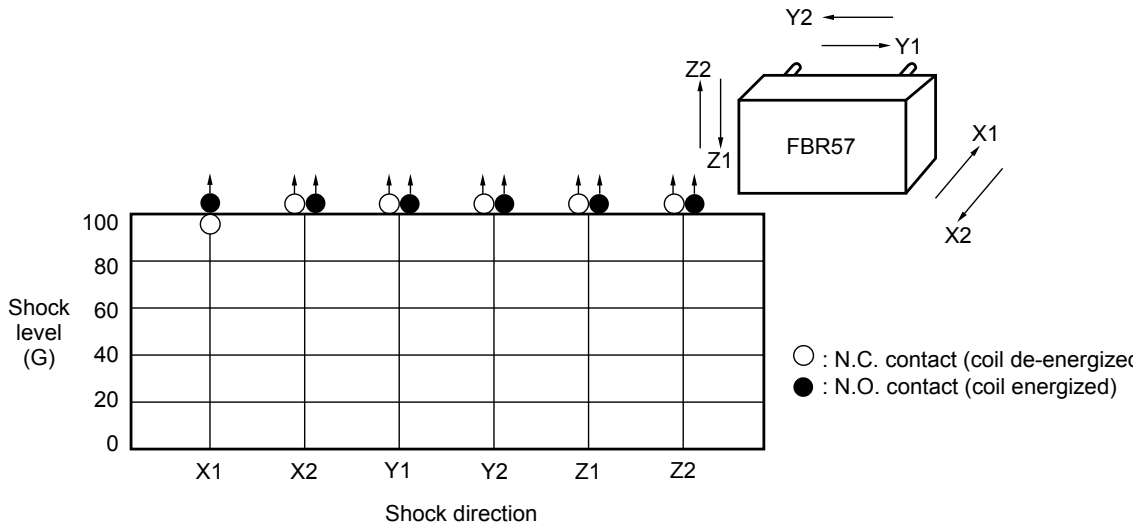 Y2
Y1
Z2
Z1
FBR57
X1
X2
100
80
60
40
20
0
Shock
level
(G)
X1 X2 Y1 Y2 Z1 Z2
Shock direction
: N.C. contact (coil de-energized
: N.O. contact (coil energized)